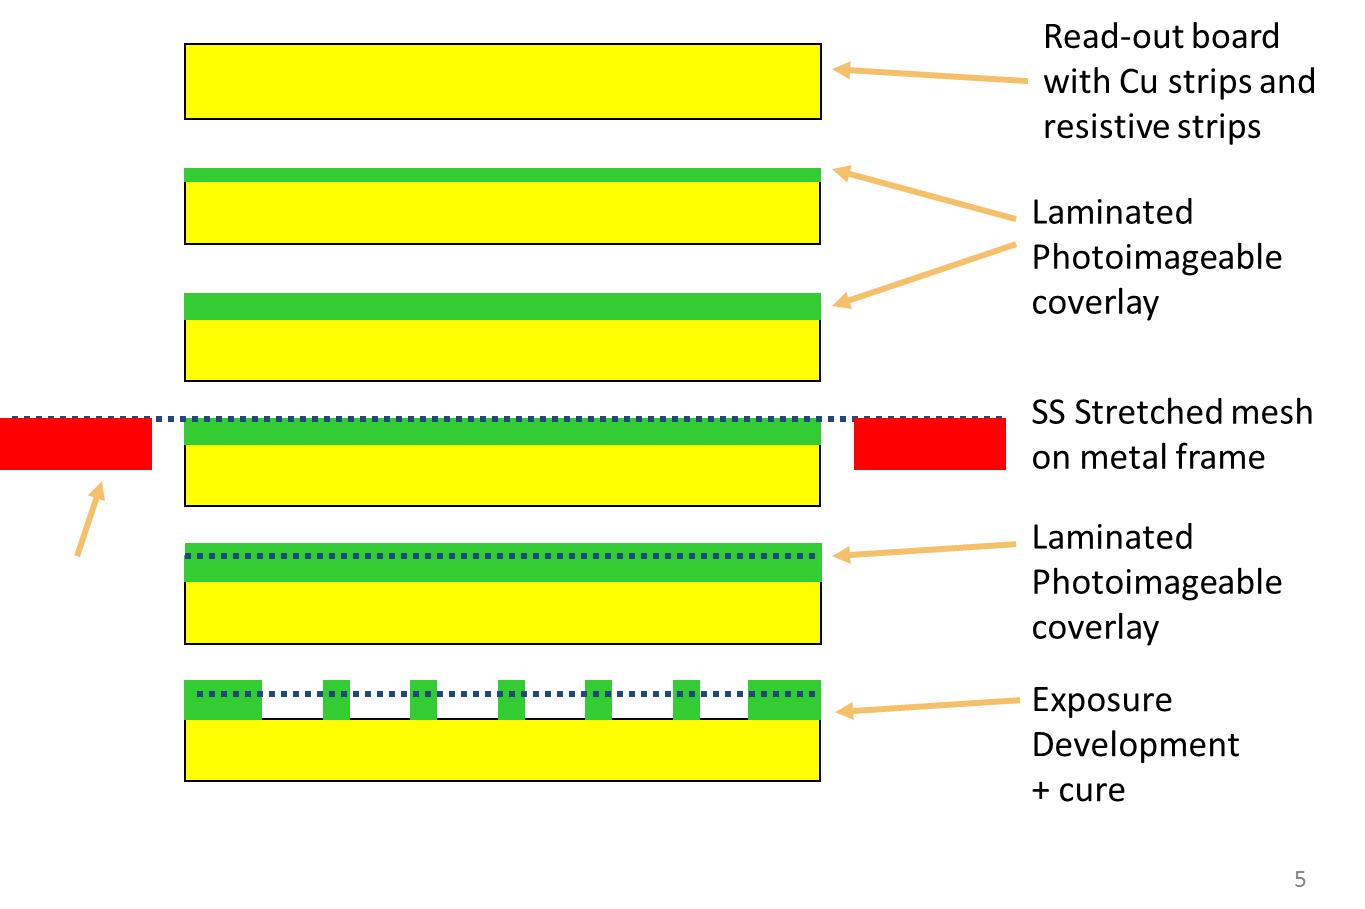 Read-out board
with Cu strips and
resistive strips
Laminated
Photoimageable
coverlay
SS Stretched mesh
on metal frame
Laminated
Photoimageable
coverlay
Exposure
Development
+ cure
5